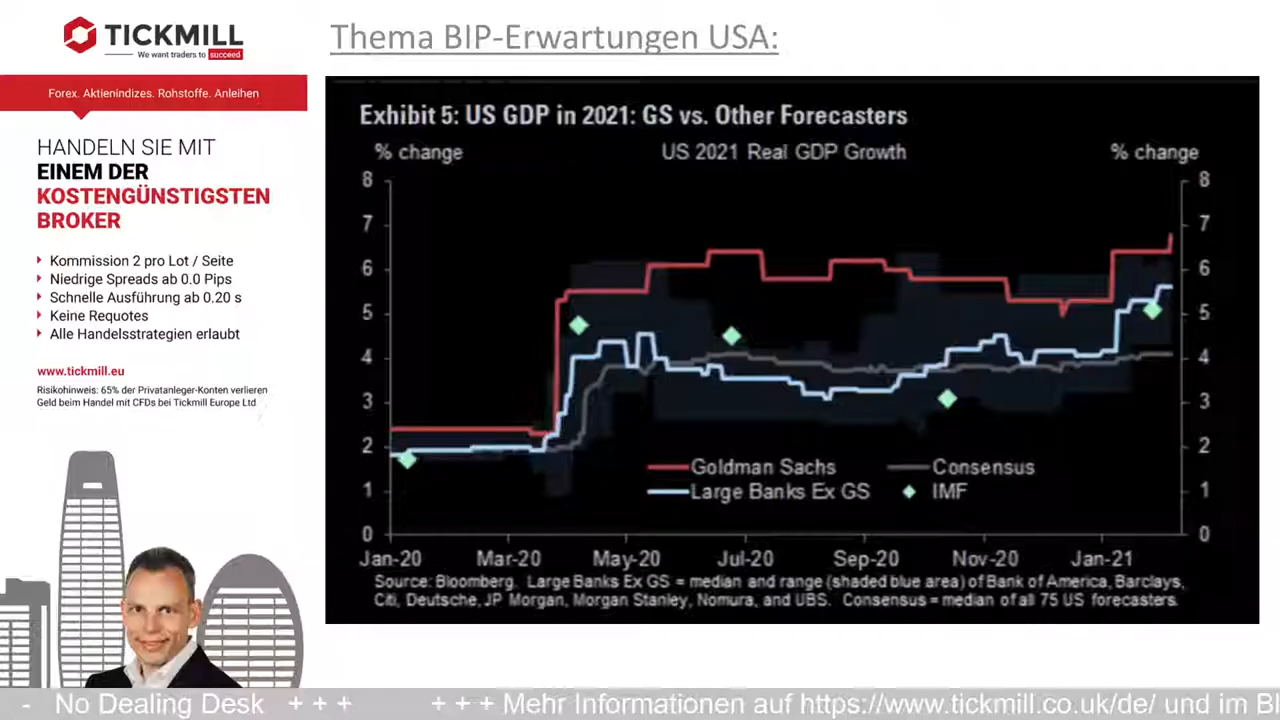 TICKMILL
We want traders to succeed
Forex. Aktienindizes. Rohstoffe. Anleihen
HANDELN SIE MIT
EINEM DER
KOSTENGÜNSTIGSTEN
BROKER
Kommission 2 pro Lot / Seite
Niedrige Spreads ab 0.0 Pips
Schnelle Ausführung ab 0.20 s
Keine Requotes
Alle Handelsstrategien erlaubt
www.tickmill.eu
Risikohinweis: 65% der Privatanleger-Konten verlieren
Geld beim Handel mit CFDs bei Tickmill Europe Ltd
Thema BIP-Erwartungen USA:
Exhibit 5: US GDP in 2021: GS vs. Other Forecasters
% change US 2021 Real GDP Growth % change
8 8
7 7
6 6
5 5
4 4
3 3
2 2
1 1
0 0
Goldman Sachs Consensus
Large Banks Ex GS IMF
Jan-20 Mar-20 May-20 Jul-20 Sep-20 Nov-20 Jan-21
Source: Bloomberg. Large Banks Ex GS = median and range (shaded blue area) of Bank of America, Barclays,
Citi, Deutsche, JP Morgan, Morgan Stanley, Nomura, and UBS. Consensus = median of all 75 US forecasters.
- No Dealing Desk + + + + + + Mehr Informationen auf https://www.tickmill.co.uk/de/ und im Bl